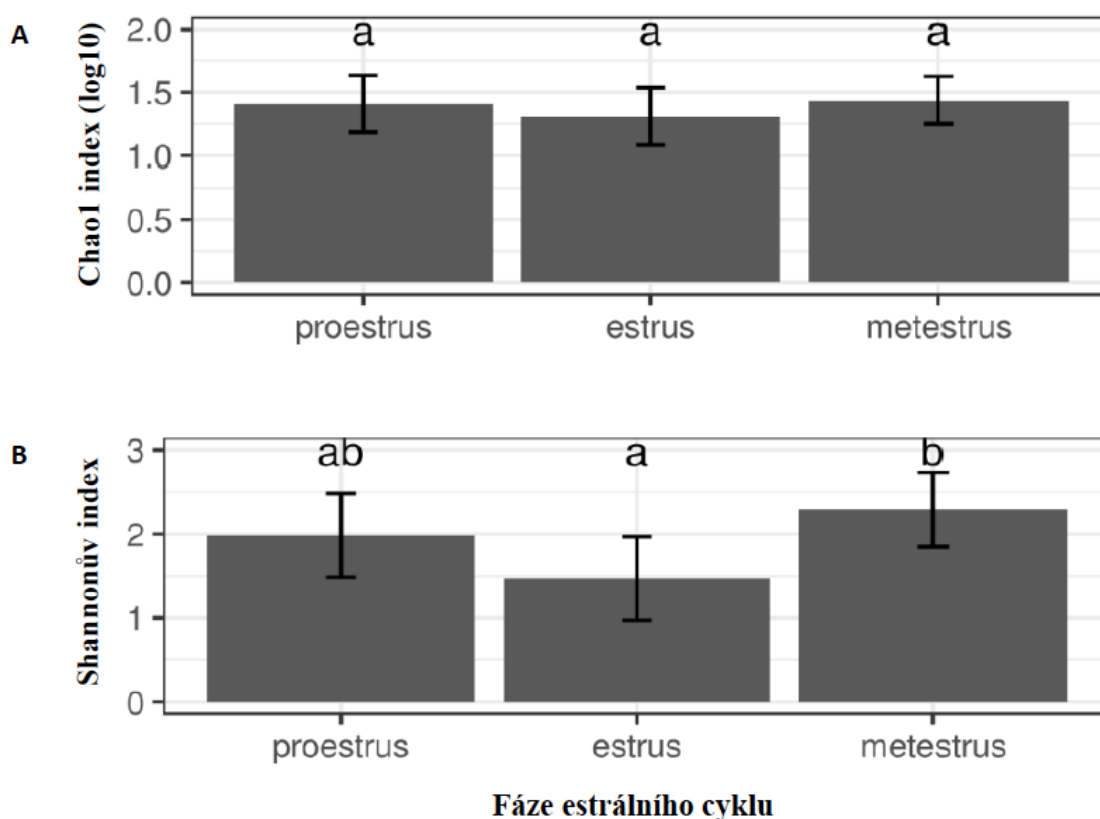 A
Chao1 index (log10)
2.0
1.5
1.0
0.5
0.0
a a a
proestrus estrus metestrus
B
Shannonův index
3
2
1
0
ab a b
proestrus estrus metestrus
Fáze estrálního cyklu